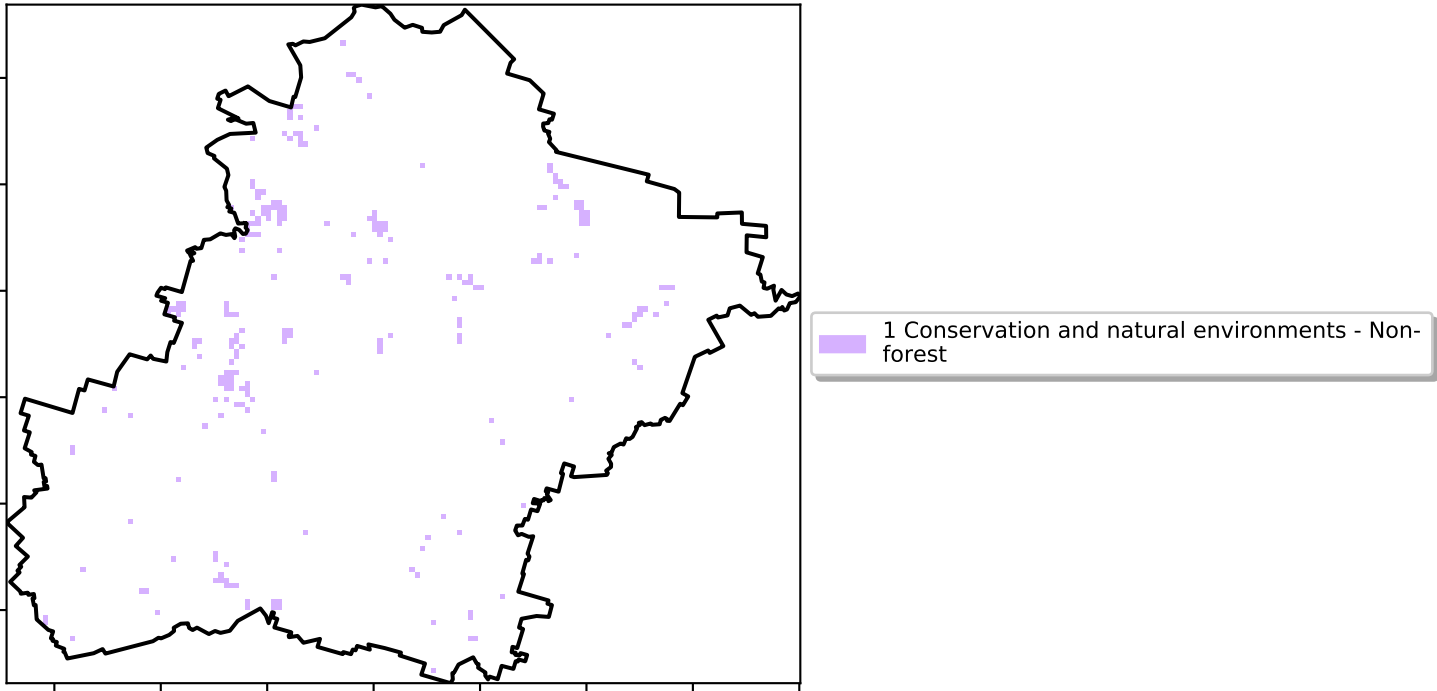 1 Conservation and natural environments - Non-
forest